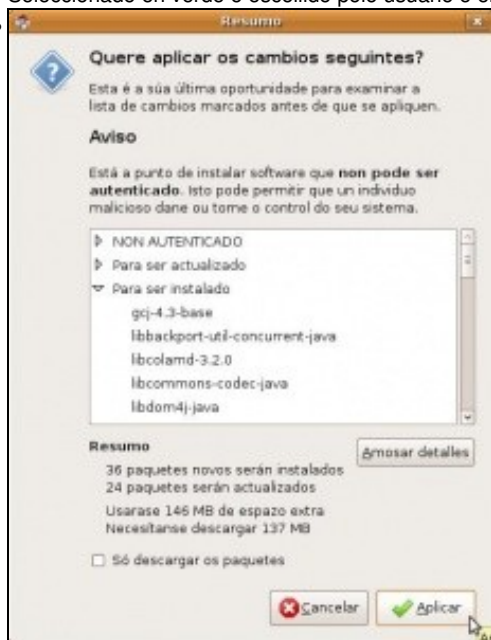 Resumo
Quere aplicar os cambios seguintes?
Esta é a súa última oportunidade para examinar a
lista de cambios marcados antes de que se apliquen.
Aviso
Está a punto de instalar software que non pode ser
autenticado. Isto pode permitir que un individuo
malicioso dane ou tome o control do seu sistema.
NON AUTENTICADO
Para ser actualizado
Para ser instalado
gcj-4.3-base
libbackport-util-concurrent-java
libcolamd-3.2.0
libcommons-codec-java
libdom4j-java
Resumo
Amosar detalles
36 paquetes novos serán instalados
24 paquetes serán actualizados
Usarase 146 MB de espazo extra
Necesítanse descargar 137 MB
Só descargar os paquetes
Cancelar
Aplicar